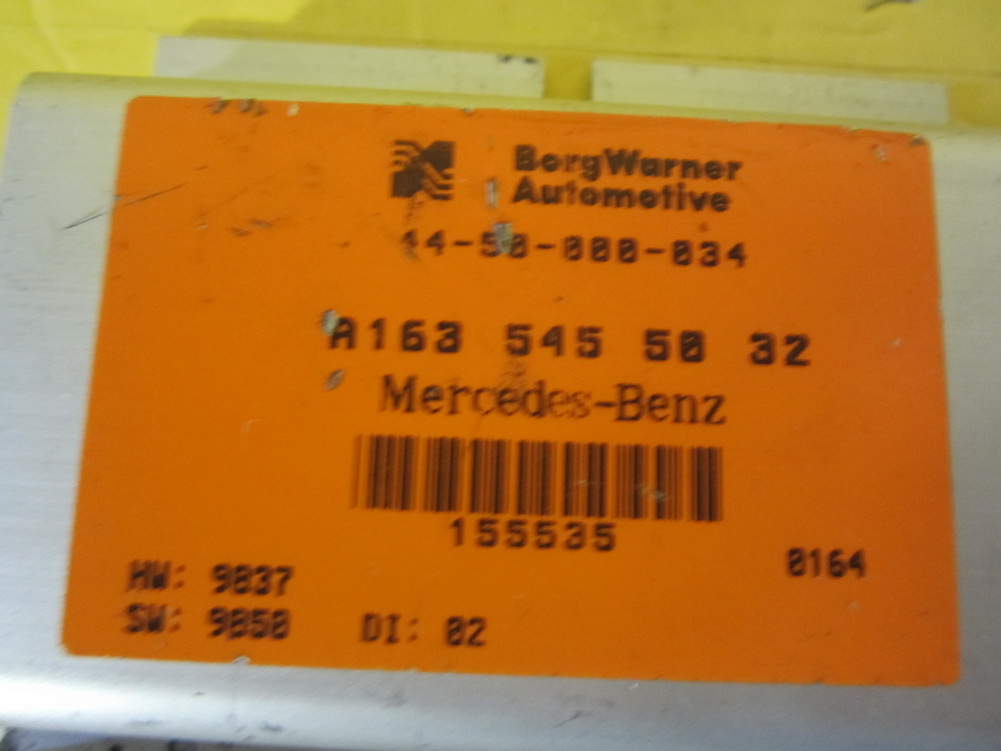 BorgWarner
Automotive
14-50-000-034
A163 545 50 32
Mercedes-Benz
155535
0164
HW: 9837
SW: 9850 DI: 02